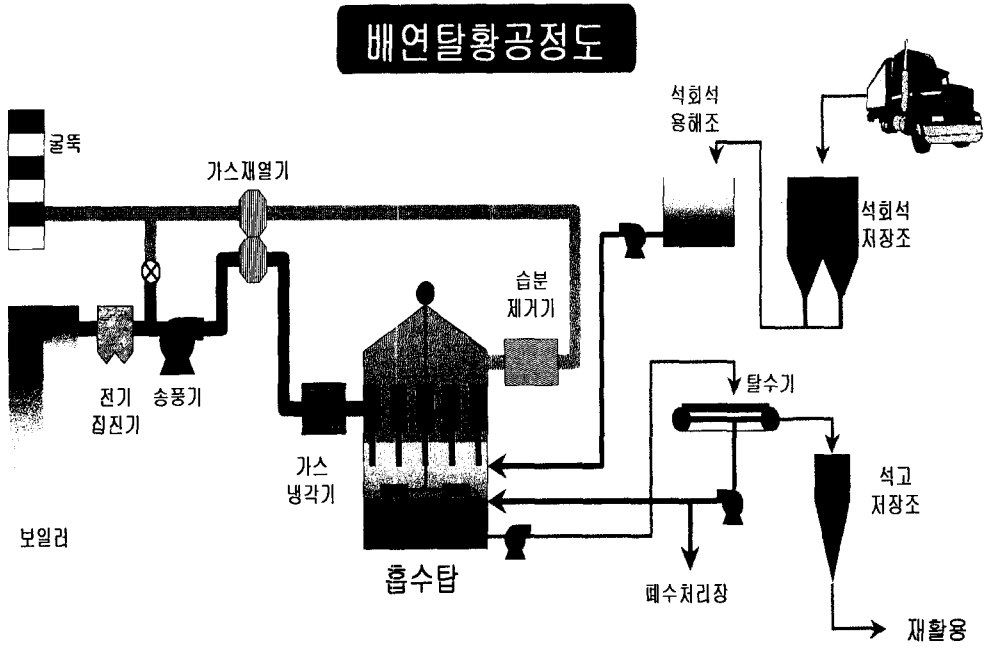 배연탈황공정도
석회석
용해조
굴뚝
가스재열기
석회석
저장조
습분
제거기
전기
집진기
송풍기
탈수기
가스
냉각기
석고
저장조
보일러
흡수탑
폐수처리장
재활용